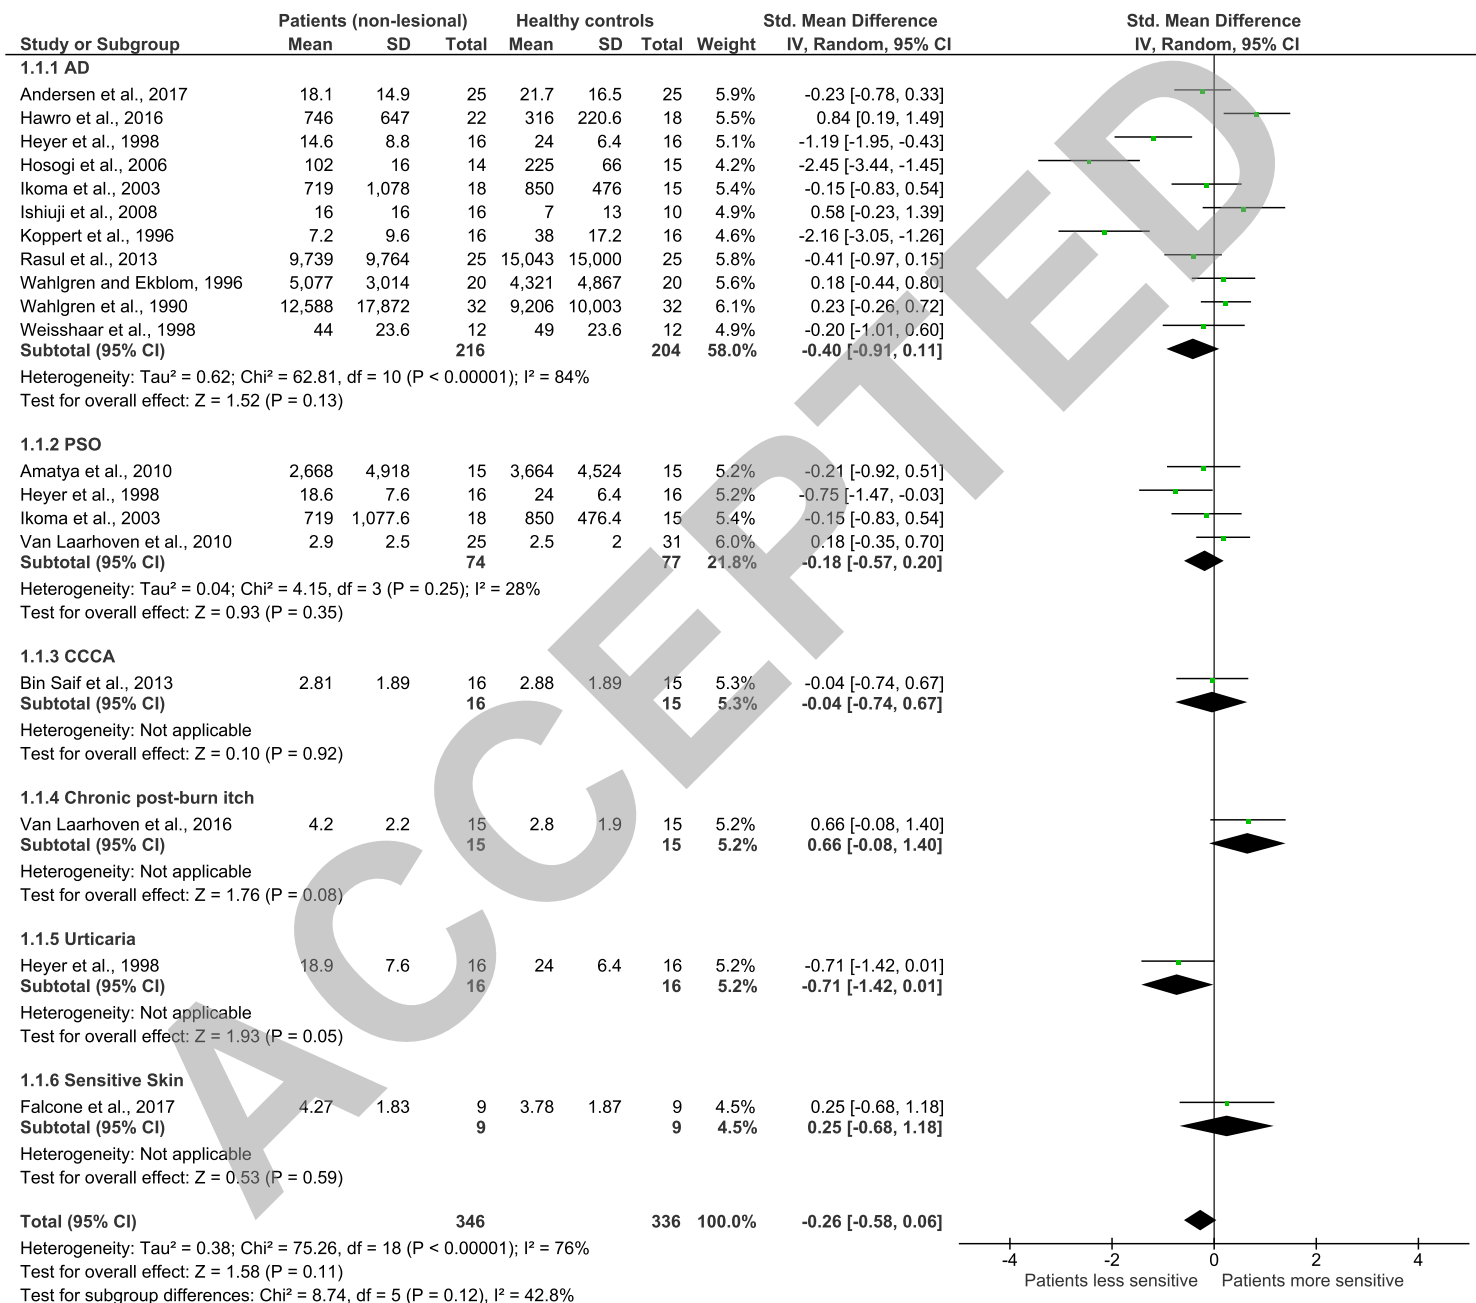 Patients (non-lesional) Healthy controls Std. Mean Difference Std. Mean Difference
Study or Subgroup Mean SD Total Mean SD Total Weight IV, Random, 95% CI IV, Random, 95% CI
1.1.1 AD
Andersen et al., 2017 18.1 14.9 25 21.7 16.5 25 5.9% -0.23 [-0.78, 0.33]
Hawro et al., 2016 746 647 22 316 220.6 18 5.5% 0.84 [0.19, 1.49]
Heyer et al., 1998 14.6 8.8 16 24 6.4 16 5.1% -1.19 [-1.95, -0.43]
Hosogi et al., 2006 102 16 14 225 66 15 4.2% -2.45 [-3.44, -1.45]
Ikoma et al., 2003 719 1,078 18 850 476 15 5.4% -0.15 [-0.83, 0.54]
Ishiuji et al., 2008 16 16 16 7 13 10 4.9% 0.58 [-0.23, 1.39]
Koppert et al., 1996 7.2 9.6 16 38 17.2 16 4.6% -2.16 [-3.05, -1.26]
Rasul et al., 2013 9,739 9,764 25 15,043 15,000 25 5.8% -0.41 [-0.97, 0.15]
Wahlgren and Ekblom, 1996 5,077 3,014 20 4,321 4,867 20 5.6% 0.18 [-0.44, 0.80]
Wahlgren et al., 1990 12,588 17,872 32 9,206 10,003 32 6.1% 0.23 [-0.26, 0.72]
Weisshaar et al., 1998 44 23.6 12 49 23.6 12 4.9% -0.20 [-1.01, 0.60]
Subtotal (95% CI) 216 204 58.0% -0.40 [-0.91, 0.11]
Heterogeneity: Tau² = 0.62; Chi² = 62.81, df = 10 (P < 0.00001); I² = 84%
Test for overall effect: Z = 1.52 (P = 0.13)
1.1.2 PSO
Amatya et al., 2010 2,668 4,918 15 3,664 4,524 15 5.2% -0.21 [-0.92, 0.51]
Heyer et al., 1998 18.6 7.6 16 24 6.4 16 5.2% -0.75 [-1.47, -0.03]
Ikoma et al., 2003 719 1,077.6 18 850 476.4 15 5.4% -0.15 [-0.83, 0.54]
Van Laarhoven et al., 2010 2.9 2.5 25 2.5 2 31 6.0% 0.18 [-0.35, 0.70]
Subtotal (95% CI) 74 77 21.8% -0.18 [-0.57, 0.20]
Heterogeneity: Tau² = 0.04; Chi² = 4.15, df = 3 (P = 0.25); I² = 28%
Test for overall effect: Z = 0.93 (P = 0.35)
1.1.3 CCCA
Bin Saif et al., 2013 2.81 1.89 16 2.88 1.89 15 5.3% -0.04 [-0.74, 0.67]
Subtotal (95% CI) 16 15 5.3% -0.04 [-0.74, 0.67]
Heterogeneity: Not applicable
Test for overall effect: Z = 0.10 (P = 0.92)
1.1.4 Chronic post-burn itch
Van Laarhoven et al., 2016 4.2 2.2 15 2.8 1.9 15 5.2% 0.66 [-0.08, 1.40]
Subtotal (95% CI) 15 15 5.2% 0.66 [-0.08, 1.40]
Heterogeneity: Not applicable
Test for overall effect: Z = 1.76 (P = 0.08)
1.1.5 Urticaria
Heyer et al., 1998 18.9 7.6 16 24 6.4 16 5.2% -0.71 [-1.42, 0.01]
Subtotal (95% CI) 16 16 5.2% -0.71 [-1.42, 0.01]
Heterogeneity: Not applicable
Test for overall effect: Z = 1.93 (P = 0.05)
1.1.6 Sensitive Skin
Falcone et al., 2017 4.27 1.83 9 3.78 1.87 9 4.5% 0.25 [-0.68, 1.18]
Subtotal (95% CI) 9 9 4.5% 0.25 [-0.68, 1.18]
Heterogeneity: Not applicable
Test for overall effect: Z = 0.53 (P = 0.59)
Total (95% CI) 346 336 100.0% -0.26 [-0.58, 0.06]
Heterogeneity: Tau² = 0.38; Chi² = 75.26, df = 18 (P < 0.00001); I² = 76%
Test for overall effect: Z = 1.58 (P = 0.11)
Test for subgroup differences: Chi² = 8.74, df = 5 (P = 0.12), I² = 42.8%
-4 -2 0 2 4
Patients less sensitive Patients more sensitive
ACCEPTED